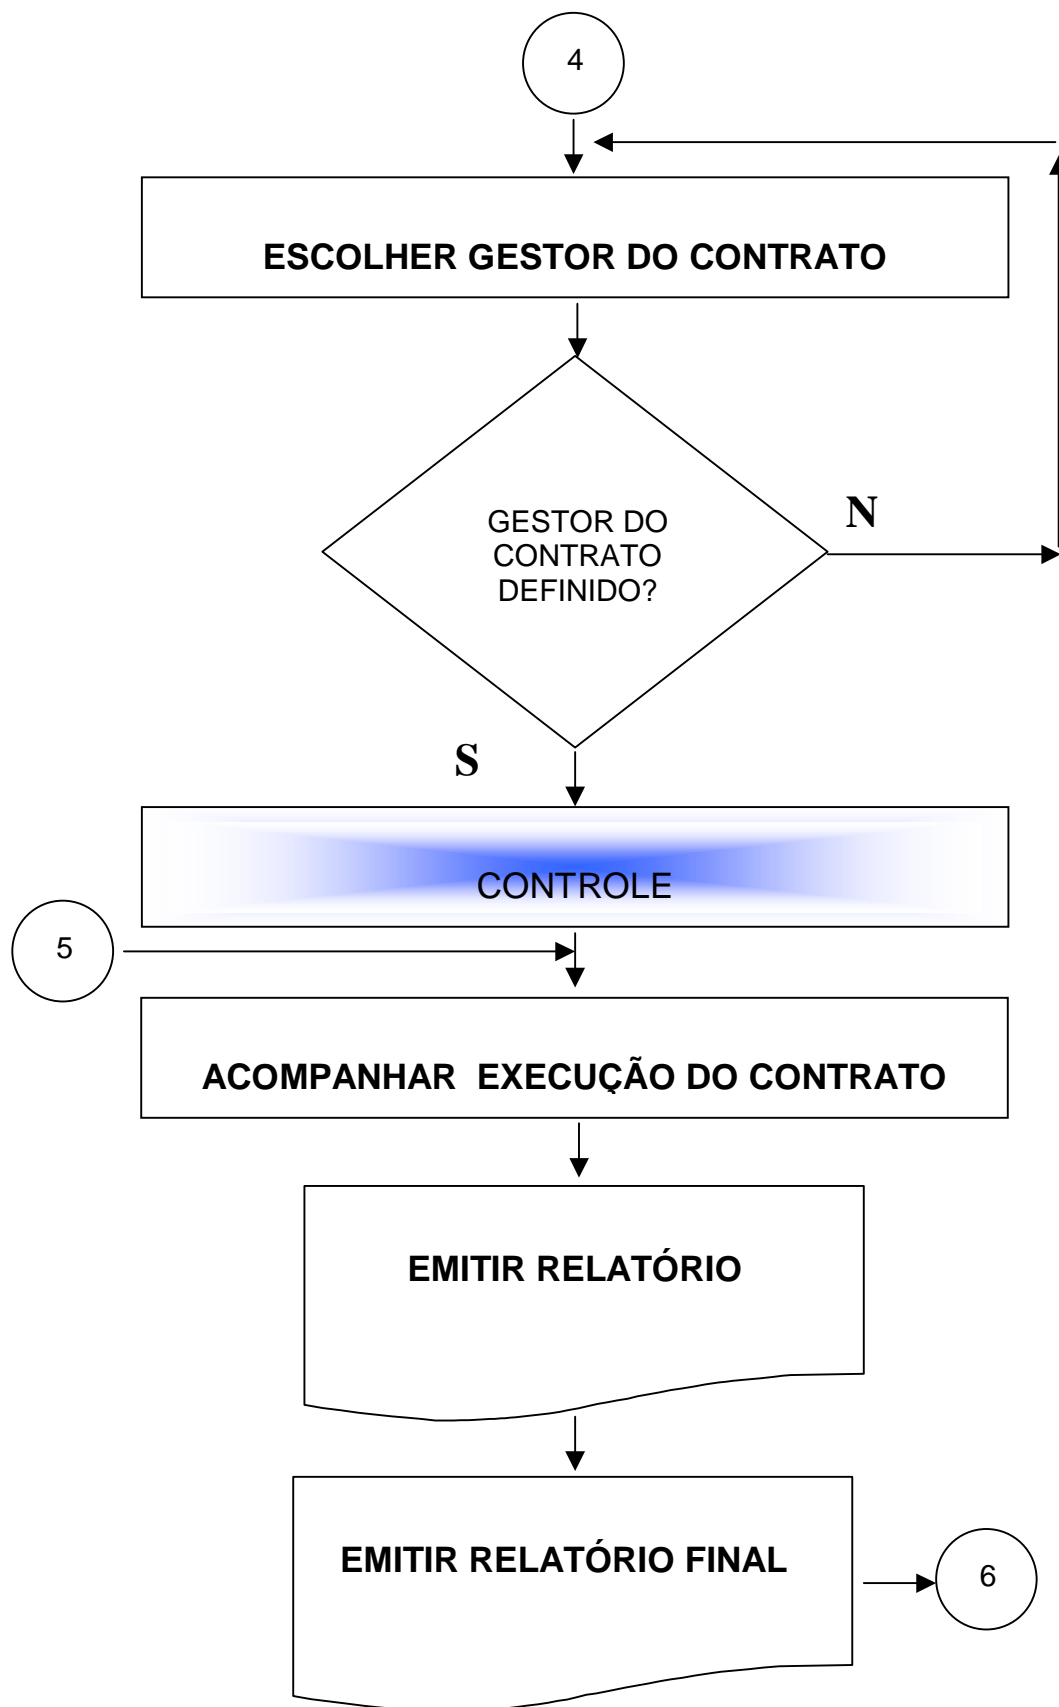 4
ESCOLHER GESTOR DO CONTRATO
GESTOR DO
CONTRATO
DEFINIDO?
N
S
CONTROLE
5
ACOMPANHAR  EXECUÇÃO DO CONTRATO
EMITIR RELATÓRIO
EMITIR RELATÓRIO FINAL
6